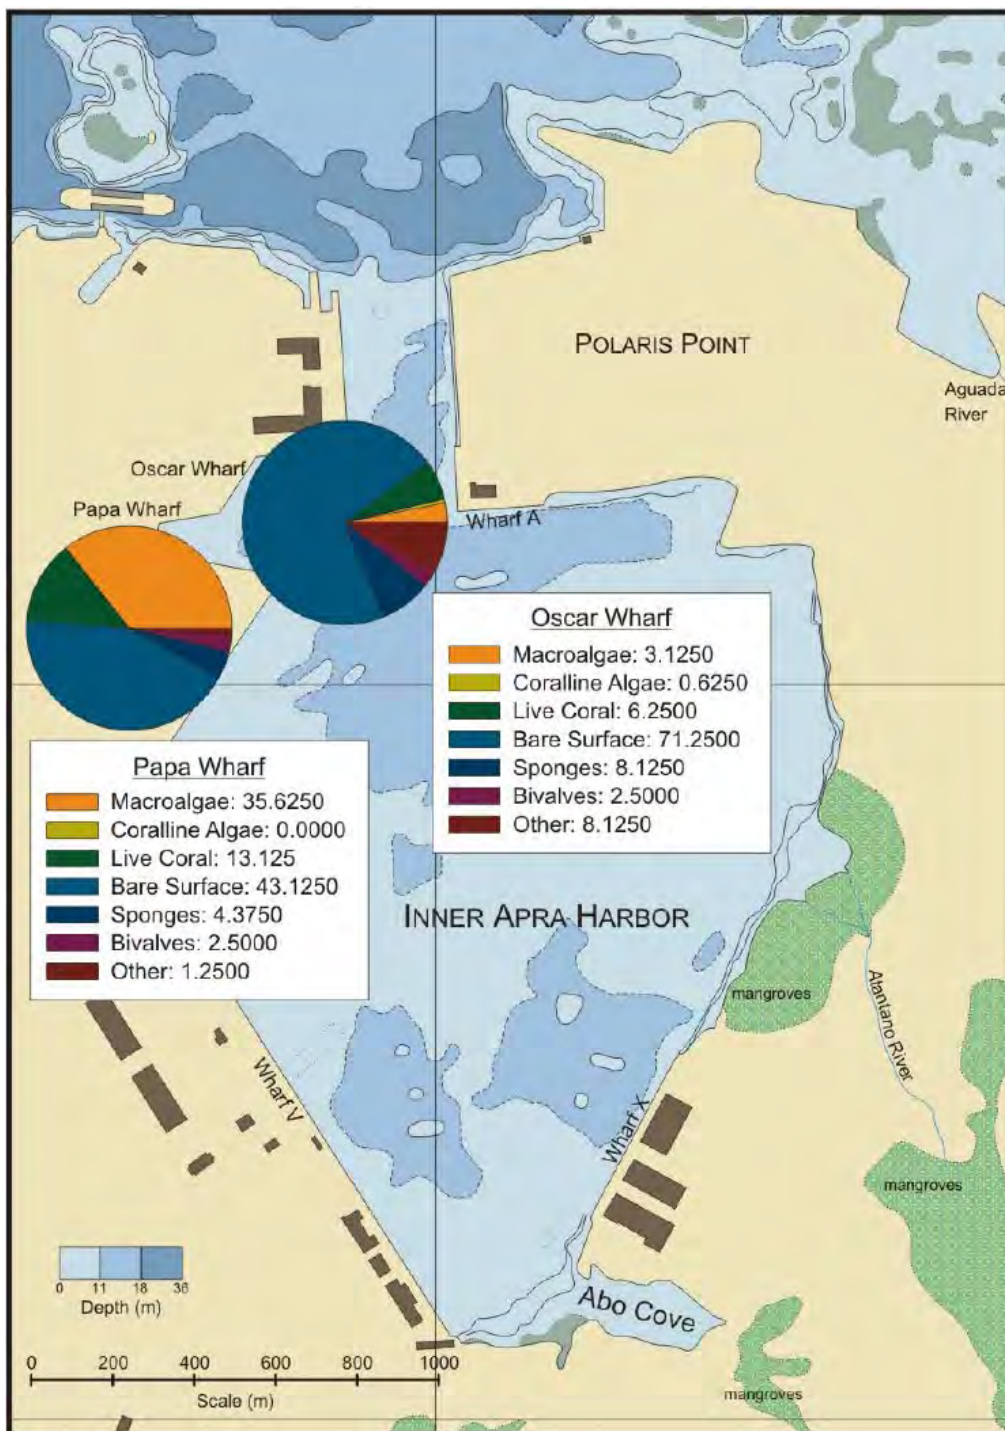 POLARIS POINT
Aguada
River
Oscar Wharf
Papa Wharf
Wharf A
Oscar Wharf
Macroalgae: 3.1250
Coralline Algae: 0.6250
Live Coral: 6.2500
Bare Surface: 71.2500
Sponges: 8.1250
Bivalves: 2.5000
Other: 8.1250
Papa Wharf
Macroalgae: 35.6250
Coralline Algae: 0.0000
Live Coral: 13.125
Bare Surface: 43.1250
Sponges: 4.3750
Bivalves: 2.5000
Other: 1.2500
INNER APRA HARBOR
mangroves
Atantano River
Wharf V
Wharf X
mangroves
0 11 18 36
Depth (m)
Abo Cove
0 200 400 600 800 1000
Scale (m)
mangroves